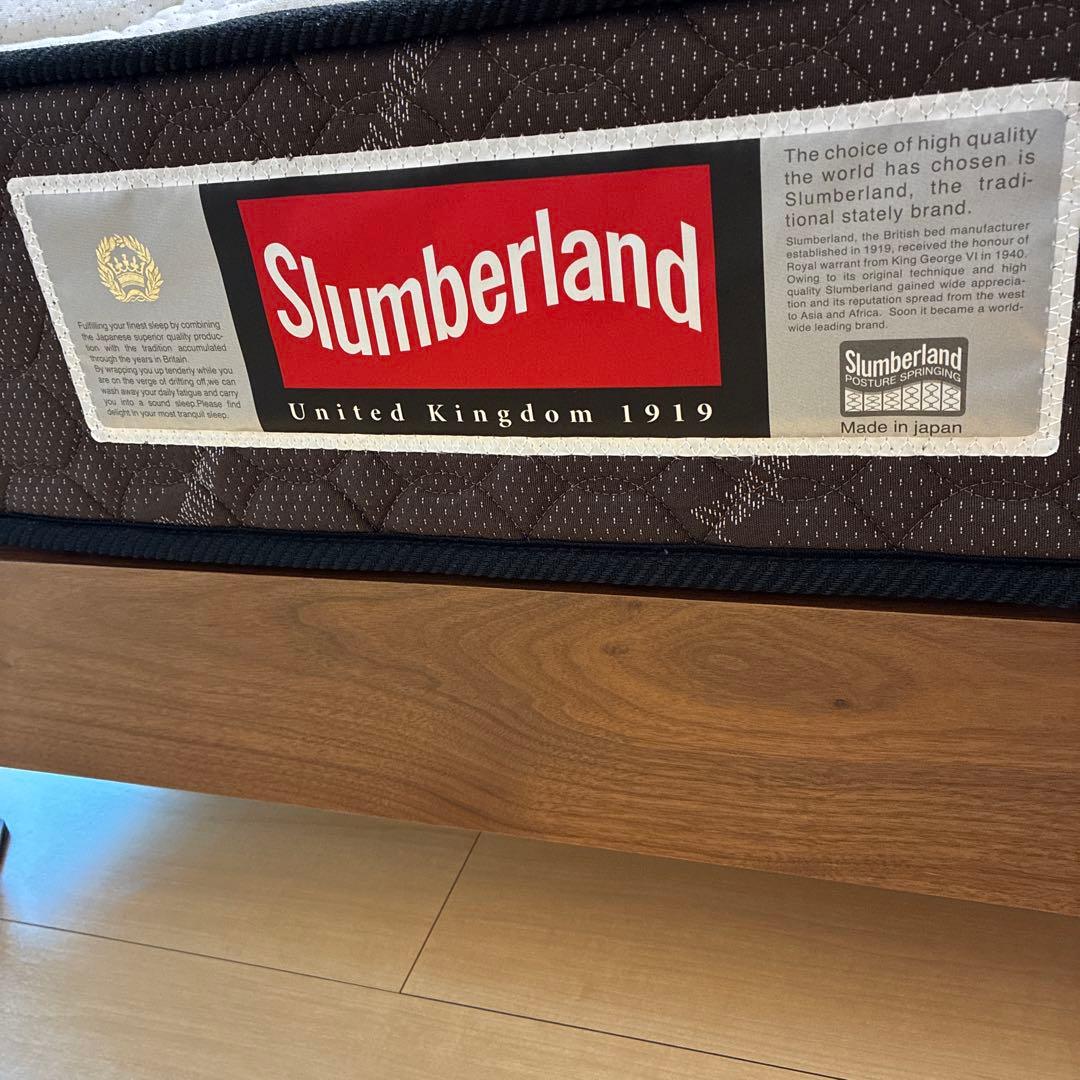 Fulfilling your finest sleep by combining
the Japanese superior quality produc-
tion with the tradition accumulated
through the years in Britain.
By wrapping you up tenderly while you
are on the verge of drifting off,we can
wash away your daily fatigue and carry
you into a sound sleep.Please find
delight in your most tranquil sleep.
Slumberland
United Kingdom 1919
The choice of high quality
the world has chosen is
Slumberland, the tradi-
tional stately brand.
Slumberland, the British bed manufacturer
established in 1919, received the honour of
Royal warrant from King George VI in 1940.
Owing to its original technique and high
quality Slumberland gained wide apprecia-
tion and its reputation spread from the west
to Asia and Africa. Soon it became a world-
wide leading brand.
Slumberland
POSTURE SPRINGING
Made in japan